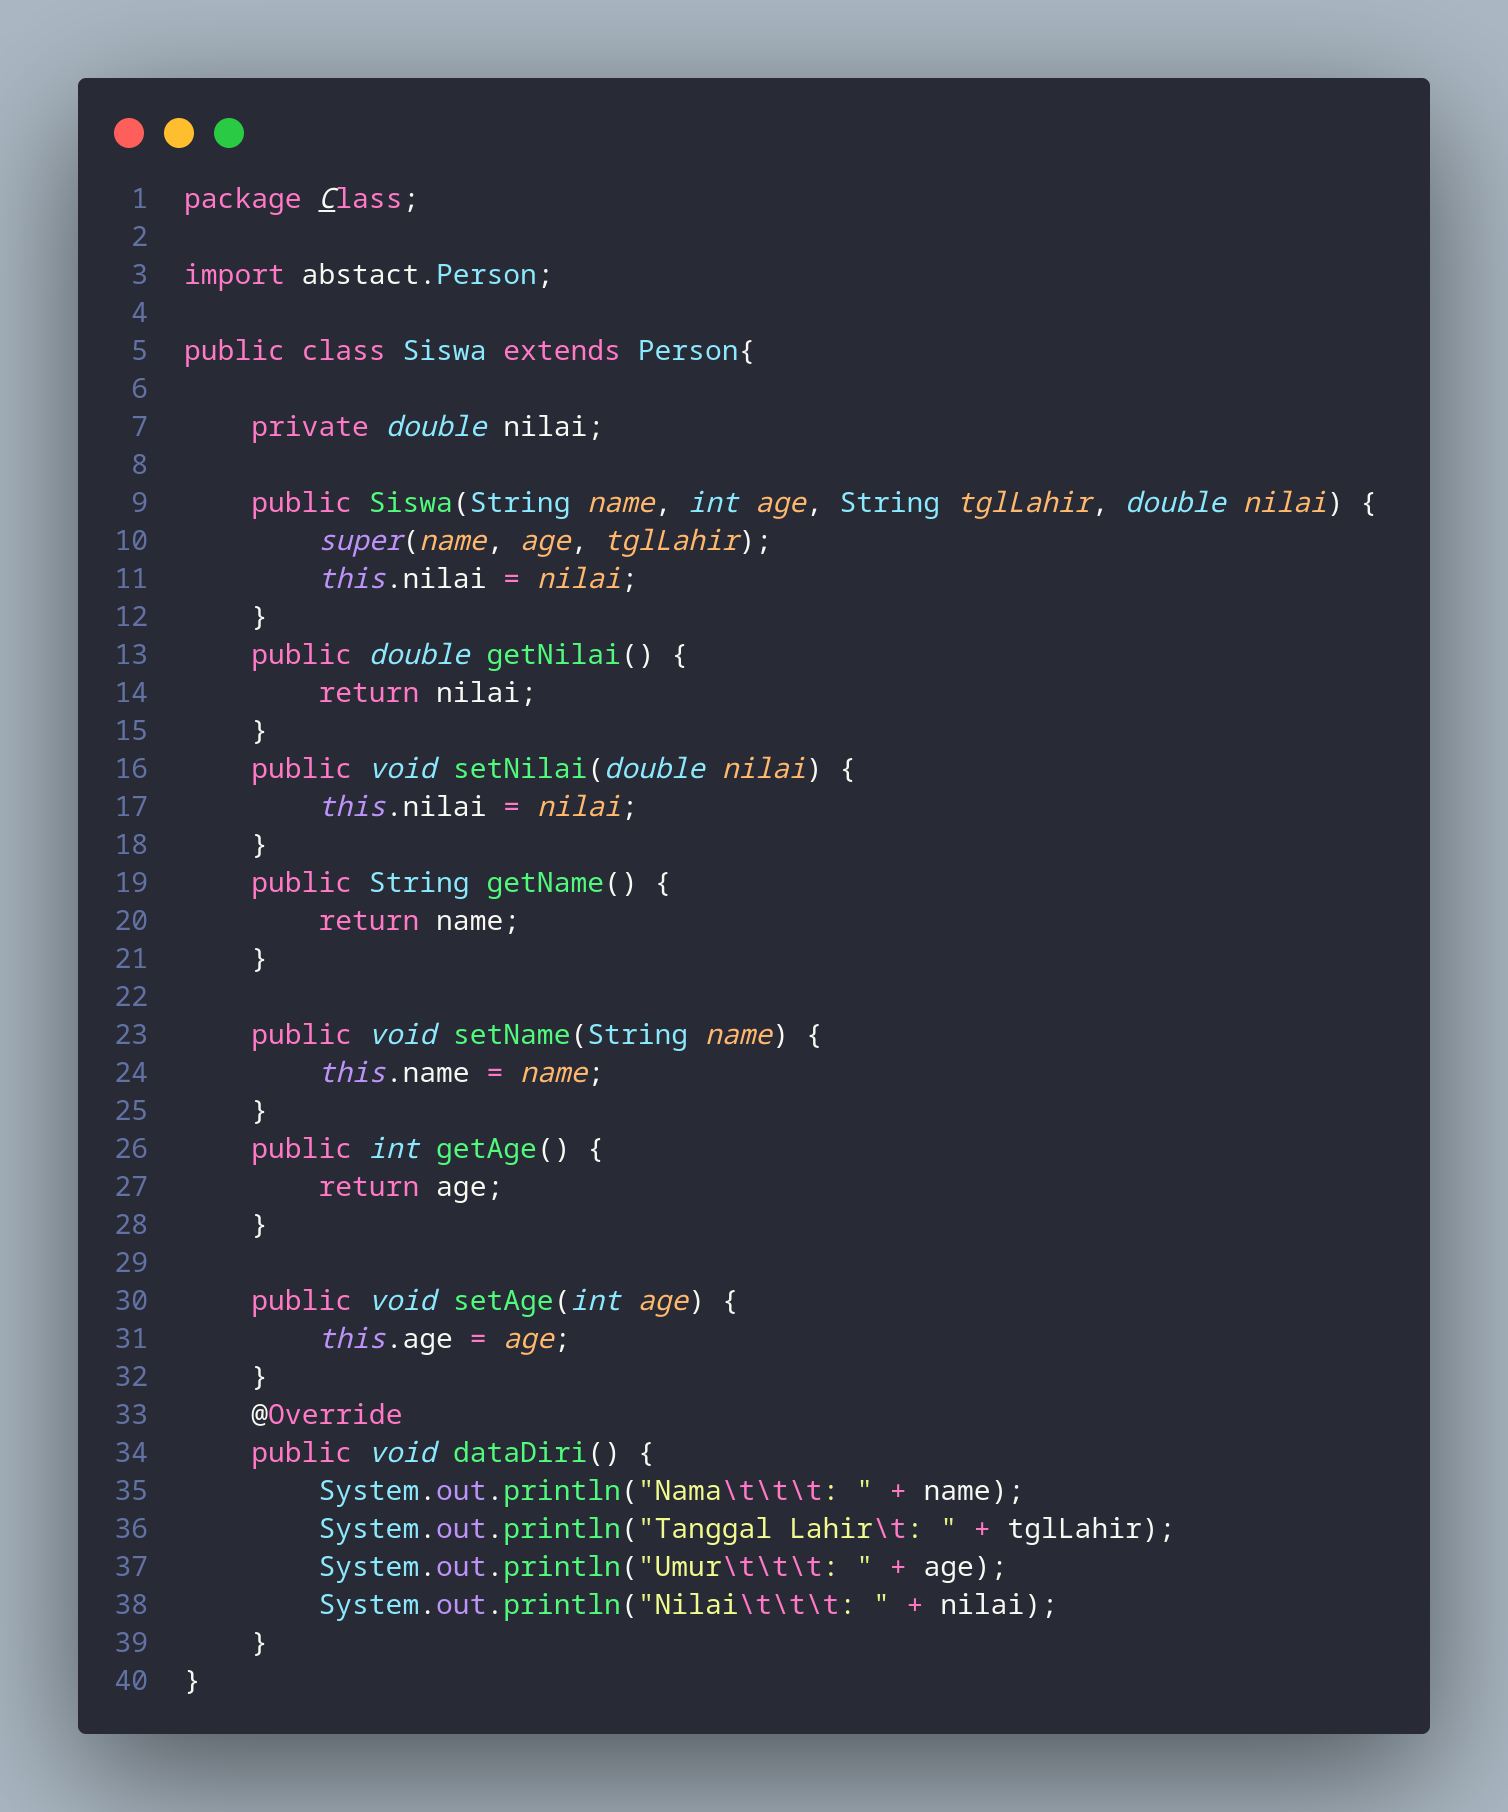 1 package Class;
2
3 import abstact.Person;
4
5 public class Siswa extends Person{
6
7     private double nilai;
8
9     public Siswa(String name, int age, String tglLahir, double nilai) {
10         super(name, age, tglLahir);
11         this.nilai = nilai;
12     }
13     public double getNilai() {
14         return nilai;
15     }
16     public void setNilai(double nilai) {
17         this.nilai = nilai;
18     }
19     public String getName() {
20         return name;
21     }
22
23     public void setName(String name) {
24         this.name = name;
25     }
26     public int getAge() {
27         return age;
28     }
29
30     public void setAge(int age) {
31         this.age = age;
32     }
33     @Override
34     public void dataDiri() {
35         System.out.println("Nama\t\t\t: " + name);
36         System.out.println("Tanggal Lahir\t: " + tglLahir);
37         System.out.println("Umur\t\t\t: " + age);
38         System.out.println("Nilai\t\t\t: " + nilai);
39     }
40 }